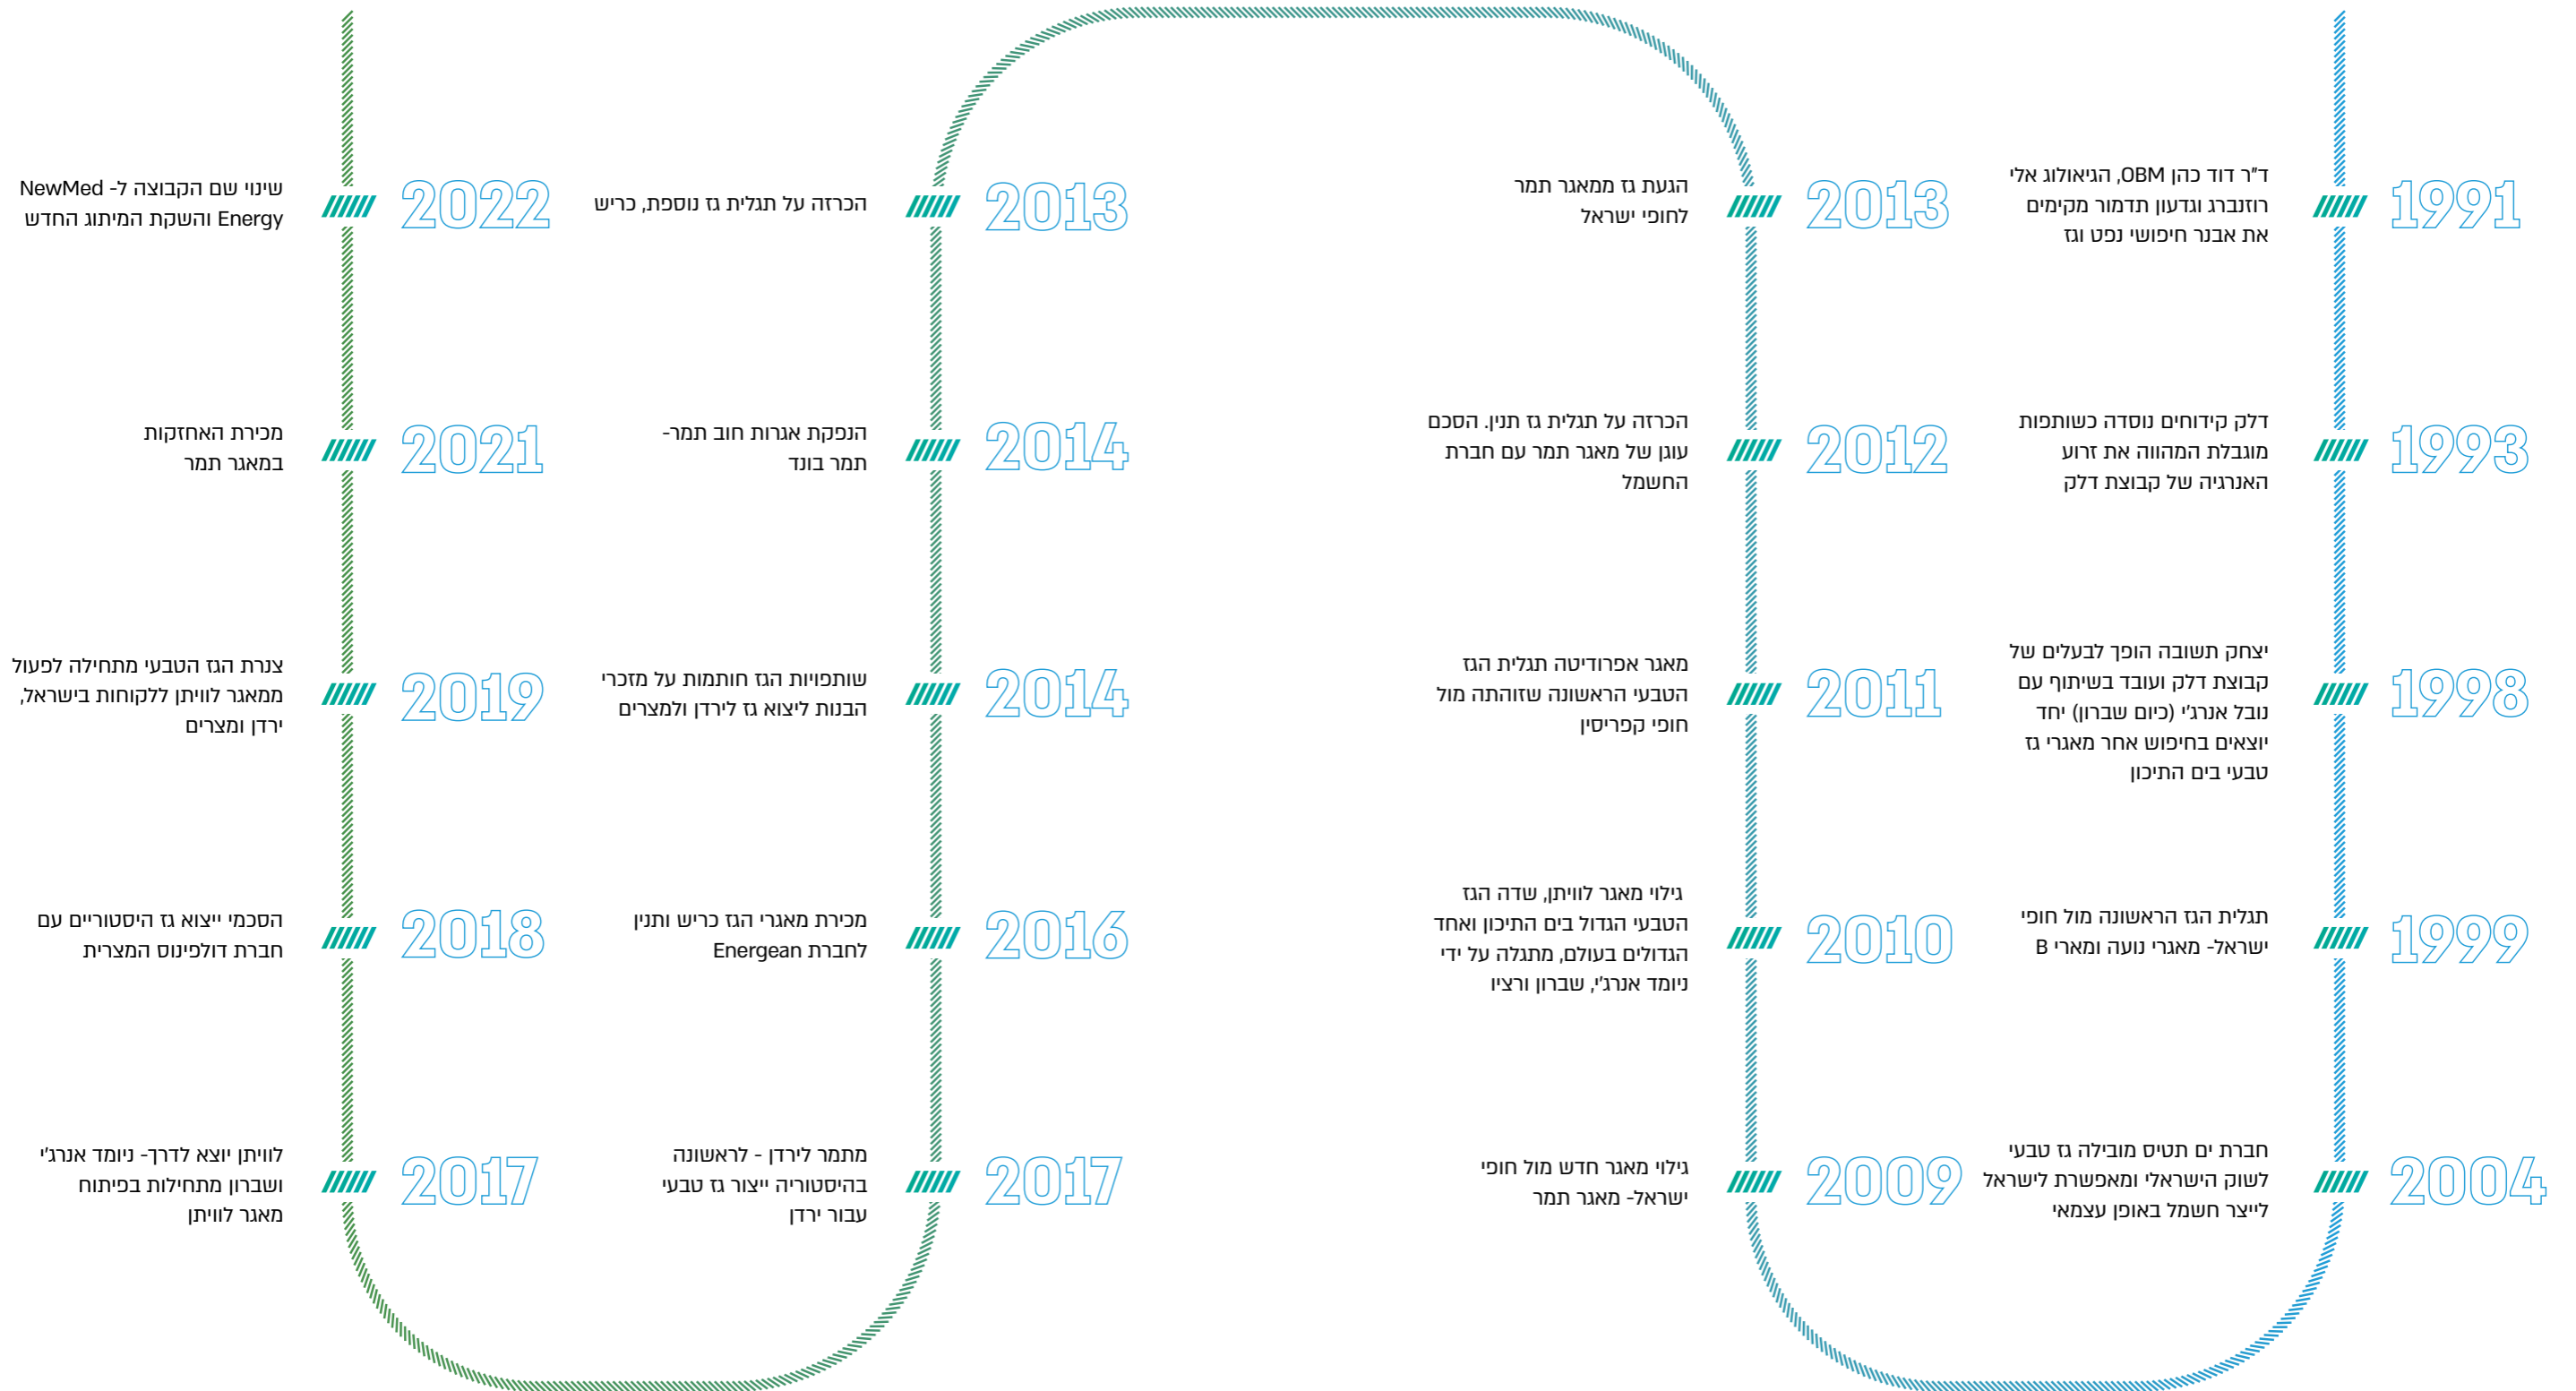 1991
ד"ר דוד כהן OBM, הגיאולוג אלי
רוזנברג וגדעון תדמור מקימים
את אבנר חיפושי נפט וגז
1993
דלק קידוחים נוסדה כשותפות
מוגבלת המהווה את זרוע
האנרגיה של קבוצת דלק
1998
יצחק תשובה הופך לבעלים של
קבוצת דלק ועובד בשיתוף עם
נובל אנרג'י (כיום שברון) יחד
יוצאים בחיפוש אחר מאגרי גז
טבעי בים התיכון
1999
תגלית הגז הראשונה מול חופי
ישראל- מאגרי נועה ומארי B
2004
חברת ים תטיס מובילה גז טבעי
לשוק הישראלי ומאפשרת לישראל
לייצר חשמל באופן עצמאי
2009
גילוי מאגר חדש מול חופי
ישראל- מאגר תמר
2010
גילוי מאגר לוויתן, שדה הגז
הטבעי הגדול בים התיכון ואחד
הגדולים בעולם, מתגלה על ידי
ניומד אנרג'י, שברון ורציו
2011
מאגר אפרודיטה תגלית הגז
הטבעי הראשונה שזוהתה מול
חופי קפריסין
2012
הכרזה על תגלית גז תנין. הסכם
עוגן של מאגר תמר עם חברת
החשמל
2013
הגעת גז ממאגר תמר
לחופי ישראל
2013
הכרזה על תגלית גז נוספת, כריש
2014
הנפקת אגרות חוב תמר-
תמר בונד
2014
שותפויות הגז חותמות על מזכרי
הבנות ליצוא גז לירדן ולמצרים
2016
מכירת מאגרי הגז כריש ותנין
לחברת Energean
2017
מתמר לירדן - לראשונה
בהיסטוריה ייצור גז טבעי
עבור ירדן
2017
לוויתן יוצא לדרך- ניומד אנרג'י
ושברון מתחילות בפיתוח
מאגר לוויתן
2018
הסכמי ייצוא גז היסטוריים עם
חברת דולפינוס המצרית
2019
צנרת הגז הטבעי מתחילה לפעול
ממאגר לוויתן ללקוחות בישראל,
ירדן ומצרים
2021
מכירת האחזקות
במאגר תמר
2022
שינוי שם הקבוצה ל- NewMed
Energy והשקת המיתוג החדש